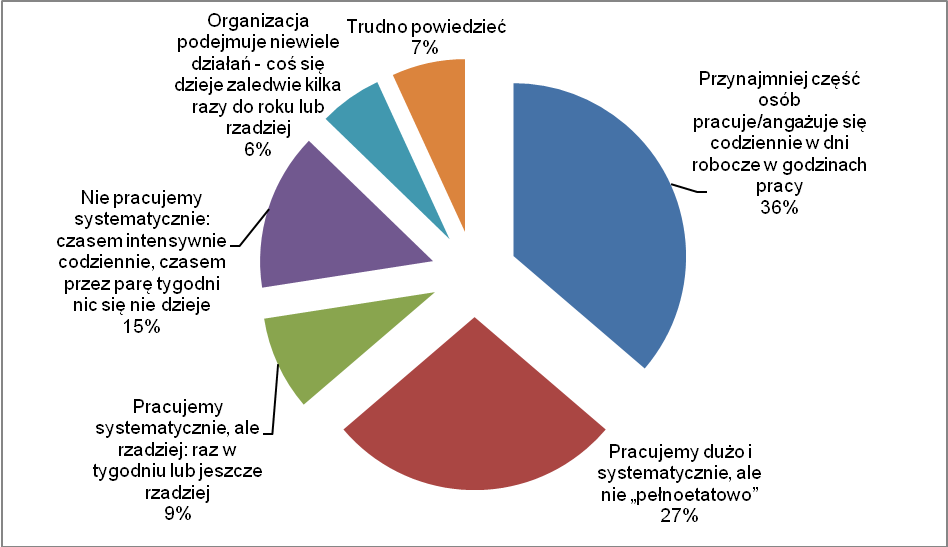 Organizacja
podejmuje niewiele
działań - coś się
dzieje zaledwie kilka
razy do roku lub
rzadziej
6%
Trudno powiedzieć
7%
Przynajmniej część
osób
pracuje/angażuje się
codziennie w dni
robocze w godzinach
pracy
36%
Nie pracujemy
systematycznie:
czasem intensywnie
codziennie, czasem
przez parę tygodni
nic się nie dzieje
15%
Pracujemy
systematycznie, ale
rzadziej: raz w
tygodniu lub jeszcze
rzadziej
9%
Pracujemy dużo i
systematycznie, ale
nie „pełnoetatowo”
27%